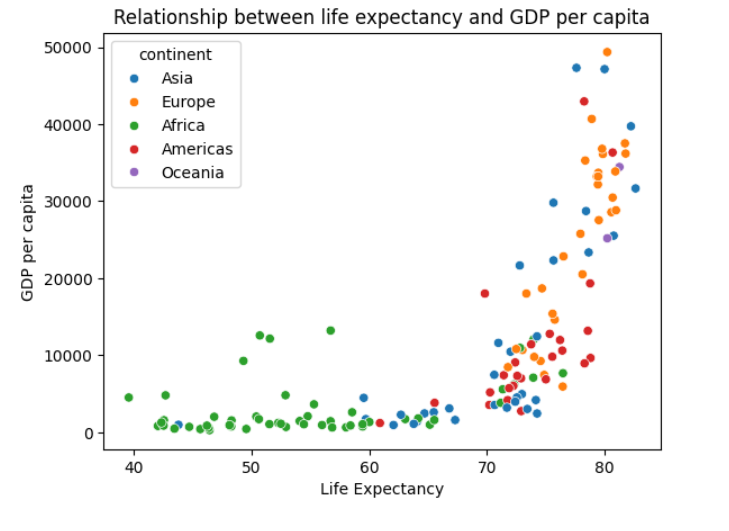 Relationship between life expectancy and GDP per capita
continent
Asia
Europe
Africa
Americas
Oceania
50000
40000
30000
20000
10000
0
GDP per capita
40 50 60 70 80
Life Expectancy